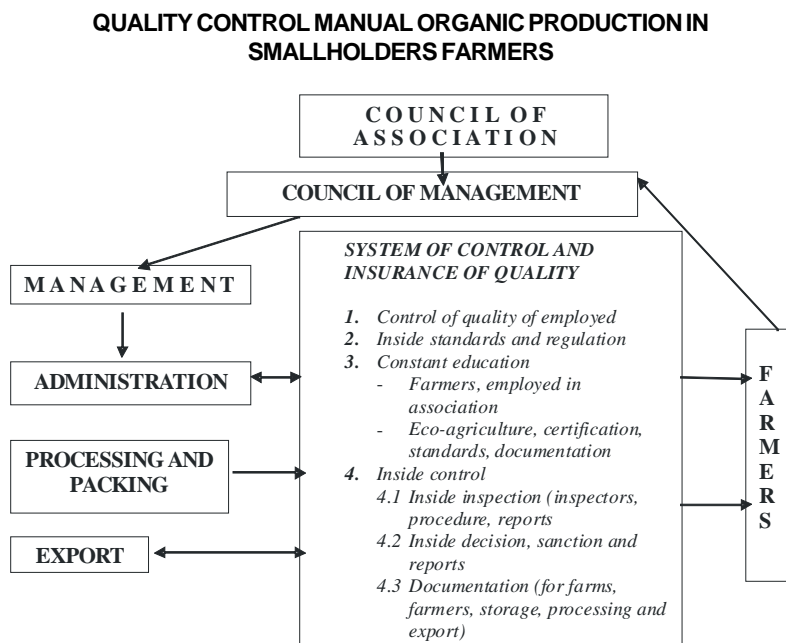 QUALITY CONTROL MANUAL ORGANIC PRODUCTION IN
SMALLHOLDERS FARMERS
COUNCIL OF
ASSOCIATION
COUNCIL OF MANAGEMENT
MANAGEMENT
ADMINISTRATION
PROCESSING AND
PACKING
EXPORT
SYSTEM OF CONTROL AND
INSURANCE OF QUALITY
1. Control of quality of employed
2. Inside standards and regulation
3. Constant education
- Farmers, employed in
association
- Eco-agriculture, certification,
standards, documentation
4. Inside control
4.1 Inside inspection (inspectors,
procedure, reports
4.2 Inside decision, sanction and
reports
4.3 Documentation (for farms,
farmers, storage, processing and
export)
F
A
R
M
E
R
S